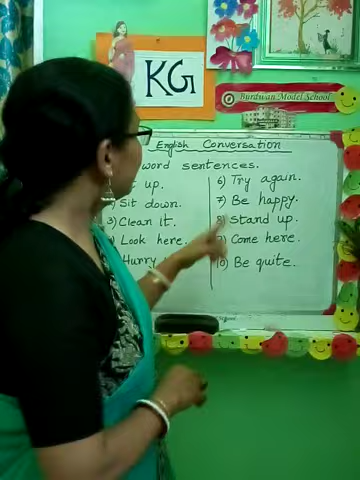 KG
Burdwan Model School
English Conversation
word sentences.
up.
Sit down.
3) Clean it.
Look here.
Hurry
6) Try again.
7) Be happy.
8) Stand up.
Come here.
10) Be quite.